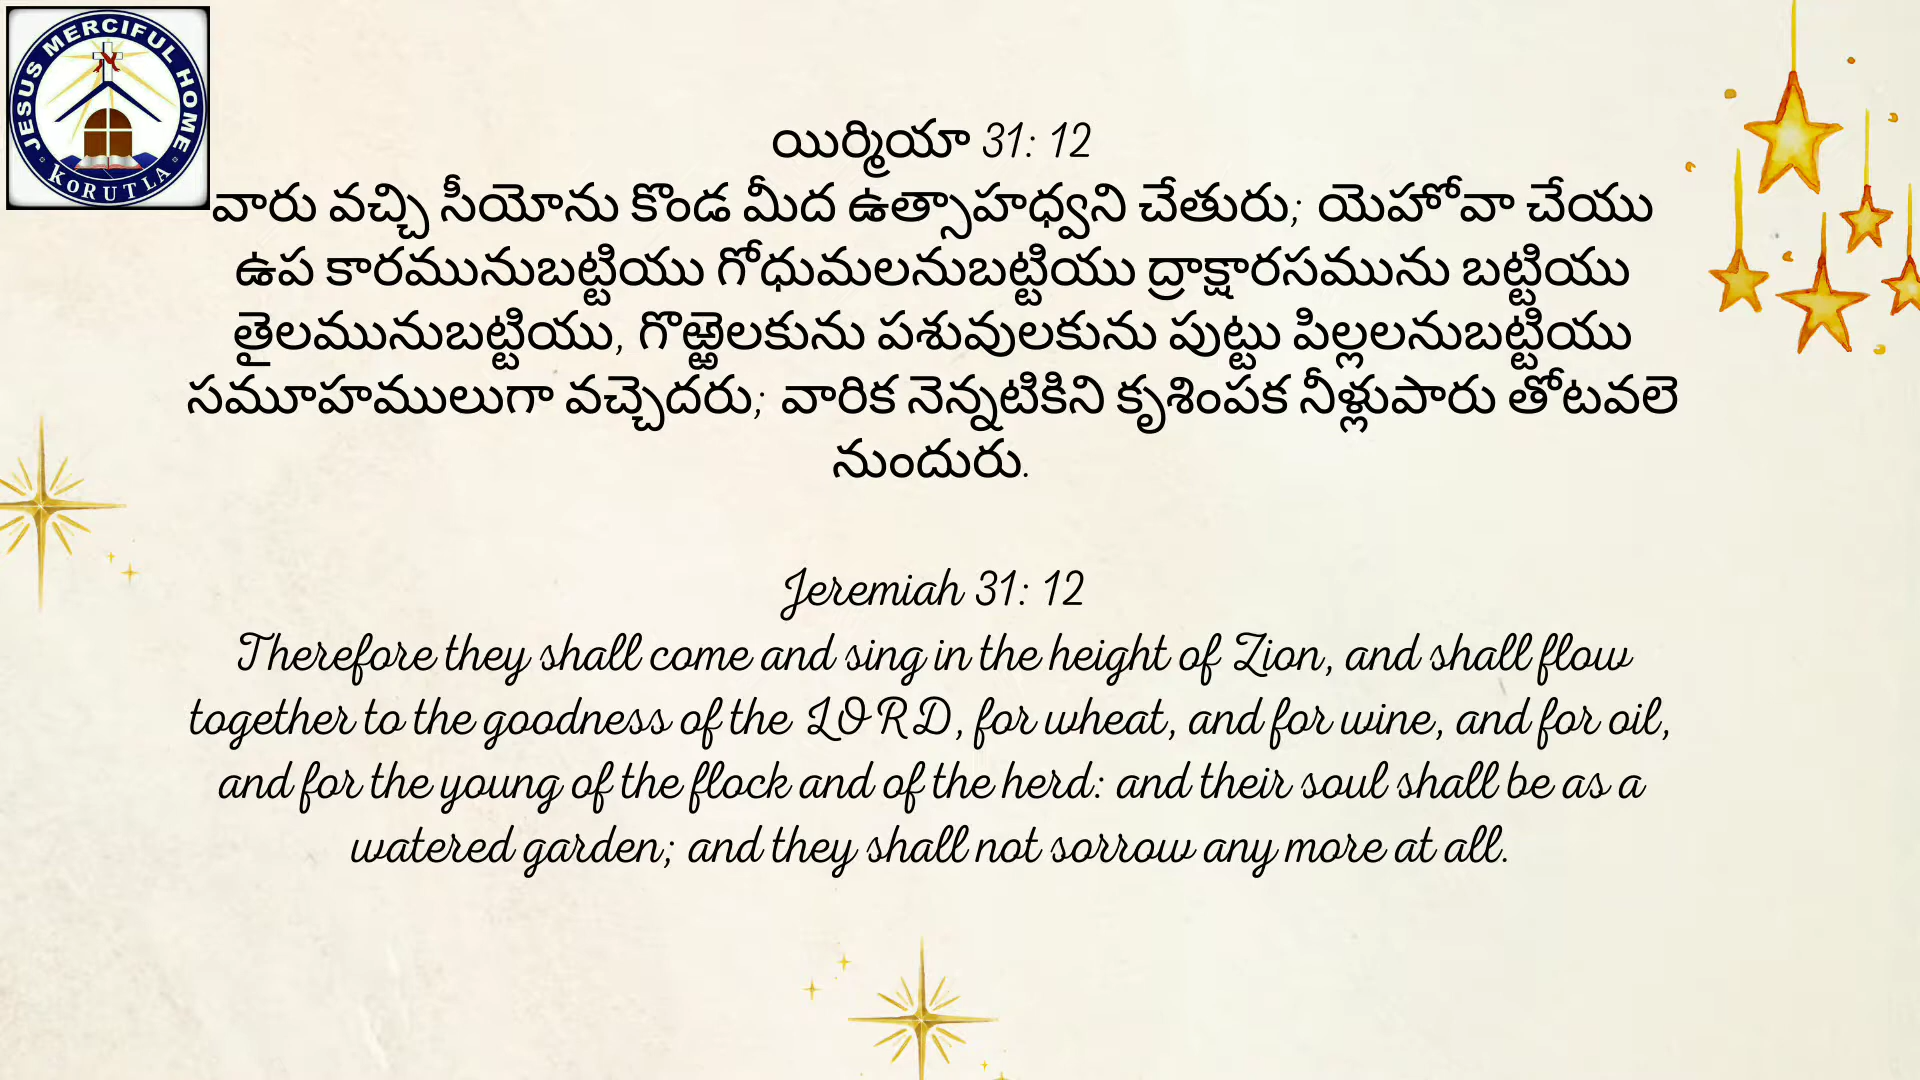 JESUS MERCIFUL HOME
KORUTLA
యిర్మియా 31: 12
వారు వచ్చి సీయోను కొండ మీద ఉత్సాహధ్వని చేతురు; యెహోవా చేయు
ఉప కారమునుబట్టియు గోధుమలనుబట్టియు ద్రాక్షారసమును బట్టియు
తైలమునుబట్టియు, గొఱ్ఱెలకును పశువులకును పుట్టు పిల్లలనుబట్టియు
సమూహములుగా వచ్చెదరు; వారిక నెన్నటికిని కృశింపక నీళ్లుపారు తోటవలె
నుందురు.
Jeremiah 31: 12
Therefore they shall come and sing in the height of Zion, and shall flow
together to the goodness of the LORD, for wheat, and for wine, and for oil,
and for the young of the flock and of the herd: and their soul shall be as a
watered garden; and they shall not sorrow any more at all.